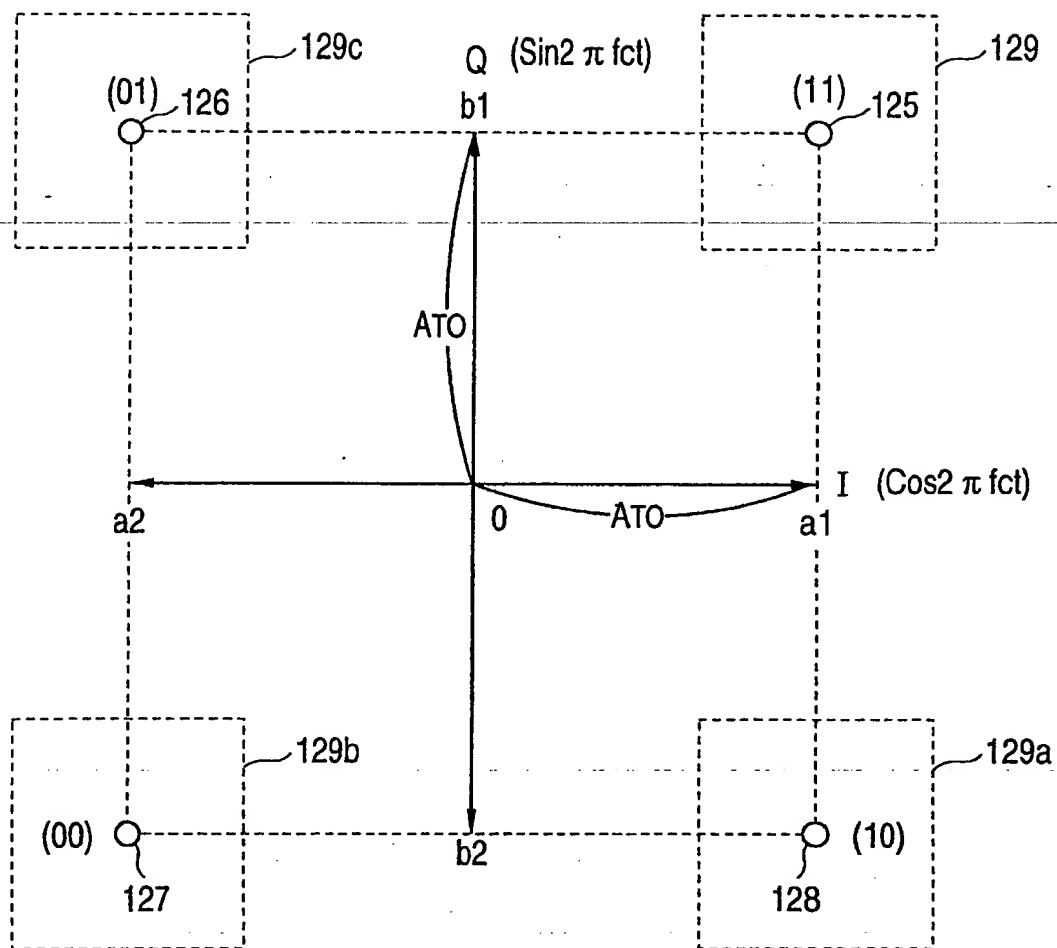 129c
Q (Sin2 π fct)
129
(01)
126
b1
(11)
125
ATO
I (Cos2 π fct)
a2
0
ATO
a1
129b
129a
(00)
b2
(10)
127
128